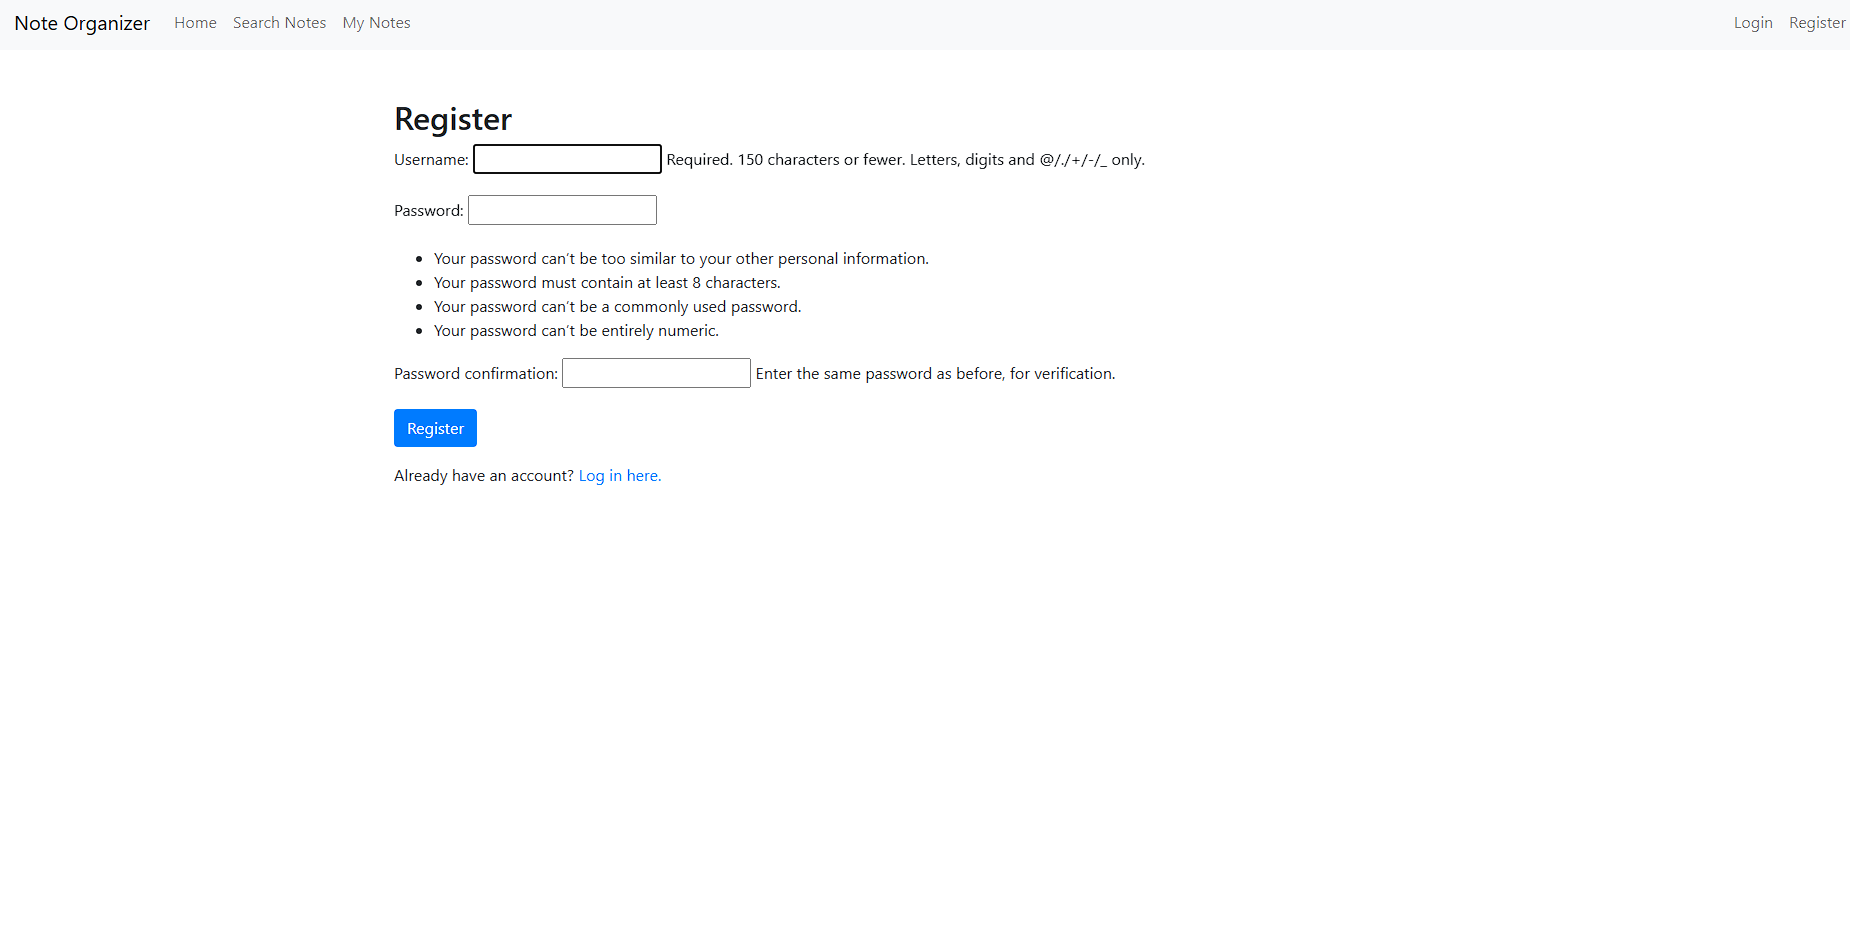 Note Organizer Home Search Notes My Notes Login Register
Register
Username: Required. 150 characters or fewer. Letters, digits and @/./+/-/_ only.
Password:
Your password can’t be too similar to your other personal information.
Your password must contain at least 8 characters.
Your password can’t be a commonly used password.
Your password can’t be entirely numeric.
Password confirmation: Enter the same password as before, for verification.
Register
Already have an account? Log in here.